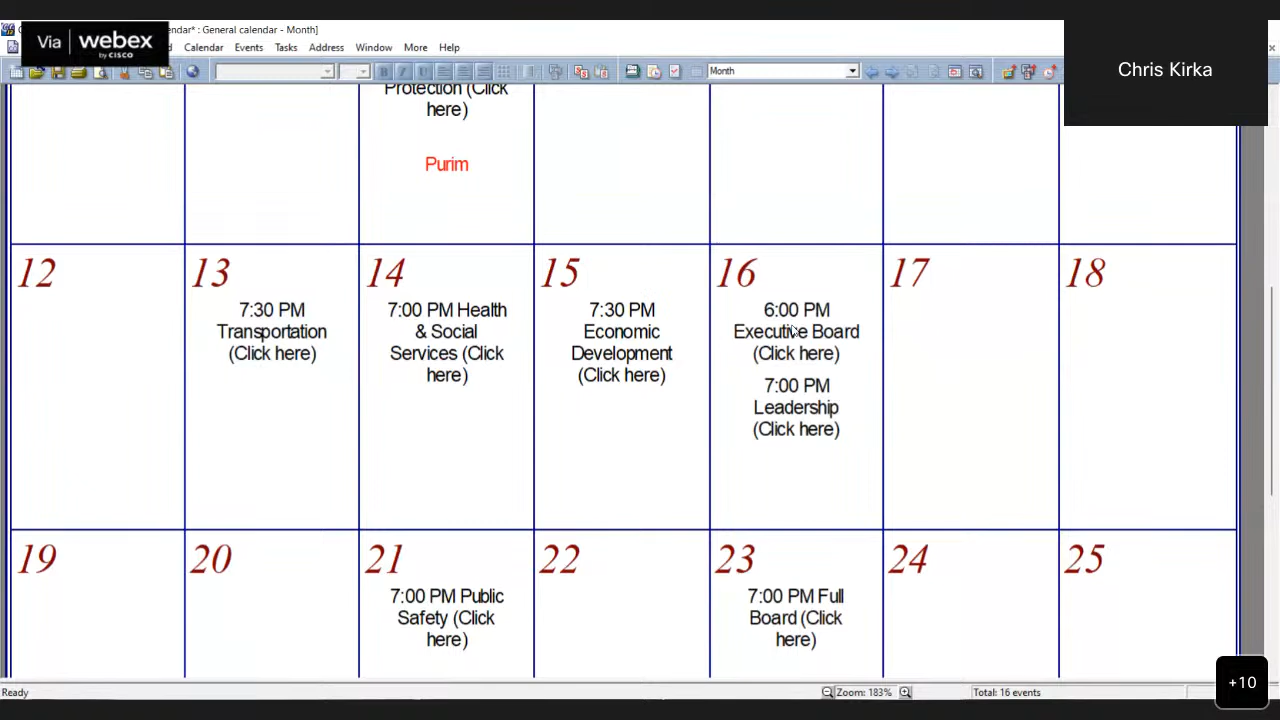 Via webex
by CISCO
endar* : General calendar - Month]
Calendar Events Tasks Address Window More Help
Month
Chris Kirka
Protection (Click
here)
Purim
12
13
7:30 PM
Transportation
(Click here)
14
7:00 PM Health
& Social
Services (Click
here)
15
7:30 PM
Economic
Development
(Click here)
16
6:00 PM
Executive Board
(Click here)
7:00 PM
Leadership
(Click here)
17
18
19
20
21
7:00 PM Public
Safety (Click
here)
22
23
7:00 PM Full
Board (Click
here)
24
25
Ready
Zoom: 183%
Total: 16 events
+10